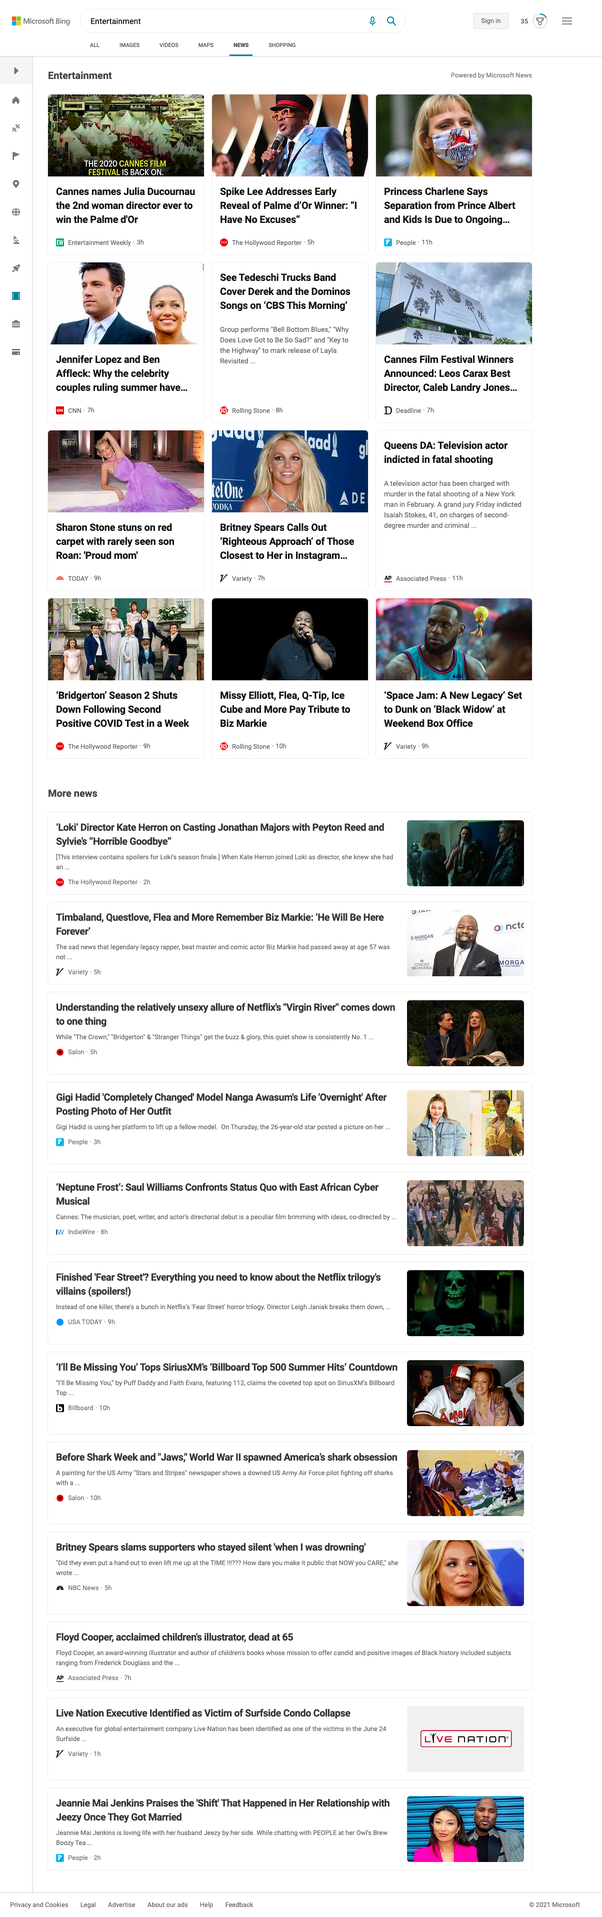 Microsoft Bing
Entertainment
Sign in
35
ALL
IMAGES
VIDEOS
MAPS
NEWS
SHOPPING
Entertainment
Powered by Microsoft News
THE 2020 CANNES FILM
FESTIVAL IS BACK ON.
Cannes names Julia Ducournau
the 2nd woman director ever to
win the Palme d'Or
Entertainment Weekly · 3h
Spike Lee Addresses Early
Reveal of Palme d'Or Winner: “I
Have No Excuses”
The Hollywood Reporter · 5h
Princess Charlene Says
Separation from Prince Albert
and Kids Is Due to Ongoing...
People · 11h
Jennifer Lopez and Ben
Affleck: Why the celebrity
couples ruling summer have...
CNN · 7h
See Tedeschi Trucks Band
Cover Derek and the Dominos
Songs on ‘CBS This Morning’
Group performs "Bell Bottom Blues," "Why
Does Love Got to Be So Sad?" and "Key to
the Highway" to mark release of Layla
Revisited ...
Rolling Stone · 8h
Cannes Film Festival Winners
Announced: Leos Carax Best
Director, Caleb Landry Jones...
Deadline · 7h
Sharon Stone stuns on red
carpet with rarely seen son
Roan: 'Proud mom'
TODAY · 9h
Britney Spears Calls Out
‘Righteous Approach’ of Those
Closest to Her in Instagram...
Variety · 7h
Queens DA: Television actor
indicted in fatal shooting
A television actor has been charged with
murder in the fatal shooting of a New York
man in February. A grand jury Friday indicted
Isaiah Stokes, 41, on charges of second-
degree murder and criminal ...
AP Associated Press · 11h
‘Bridgerton’ Season 2 Shuts
Down Following Second
Positive COVID Test in a Week
The Hollywood Reporter · 9h
Missy Elliott, Flea, Q-Tip, Ice
Cube and More Pay Tribute to
Biz Markie
Rolling Stone · 10h
‘Space Jam: A New Legacy’ Set
to Dunk on ‘Black Widow’ at
Weekend Box Office
Variety · 9h
More news
‘Loki’ Director Kate Herron on Casting Jonathan Majors with Peyton Reed and
Sylvie’s “Horrible Goodbye”
[This interview contains spoilers for Loki's season finale.] When Kate Herron joined Loki as director, she knew she had
an ...
The Hollywood Reporter · 2h
Timbaland, Questlove, Flea and More Remember Biz Markie: ‘He Will Be Here
Forever’
The sad news that legendary legacy rapper, beat master and comic actor Biz Markie had passed away at age 57 was
not ...
Variety · 5h
Understanding the relatively unsexy allure of Netflix's "Virgin River" comes down
to one thing
While "The Crown," "Bridgerton" & "Stranger Things" get the buzz & glory, this quiet show is consistently No. 1 ...
Salon · 5h
Gigi Hadid 'Completely Changed' Model Nanga Awasum's Life 'Overnight' After
Posting Photo of Her Outfit
Gigi Hadid is using her platform to lift up a fellow model. On Thursday, the 26-year-old star posted a picture on her ...
People · 3h
‘Neptune Frost’: Saul Williams Confronts Status Quo with East African Cyber
Musical
Cannes: The musician, poet, writer, and actor's directorial debut is a peculiar film brimming with ideas, co-directed by ...
IndieWire · 8h
Finished 'Fear Street'? Everything you need to know about the Netflix trilogy's
villains (spoilers!)
Instead of one killer, there's a bunch in Netflix's 'Fear Street' horror trilogy. Director Leigh Janiak breaks them down, ...
USA TODAY · 9h
‘I’ll Be Missing You’ Tops SiriusXM’s ‘Billboard Top 500 Summer Hits’ Countdown
"I'll Be Missing You," by Puff Daddy and Faith Evans, featuring 112, claims the coveted top spot on SiriusXM's Billboard
Top ...
Billboard · 10h
Before Shark Week and "Jaws," World War II spawned America’s shark obsession
A painting for the US Army "Stars and Stripes" newspaper shows a downed US Army Air Force pilot fighting off sharks
with a ...
Salon · 10h
Britney Spears slams supporters who stayed silent 'when I was drowning'
"Did they even put a hand out to even lift me up at the TIME !!!??? How dare you make it public that NOW you CARE," she
wrote ...
NBC News · 5h
Floyd Cooper, acclaimed children's illustrator, dead at 65
Floyd Cooper, an award-winning illustrator and author of children's books whose mission to offer candid and positive images of Black history included subjects
ranging from Frederick Douglass and the ...
AP Associated Press · 7h
Live Nation Executive Identified as Victim of Surfside Condo Collapse
An executive for global entertainment company Live Nation has been identified as one of the victims in the June 24
Surfside ...
Variety · 1h
LIVE NATION
Jeannie Mai Jenkins Praises the 'Shift' That Happened in Her Relationship with
Jeezy Once They Got Married
Jeannie Mai Jenkins is loving life with her husband Jeezy by her side. While chatting with PEOPLE at her Owl's Brew
Boozy Tea ...
People · 2h
Privacy and Cookies
Legal
Advertise
About our ads
Help
Feedback
© 2021 Microsoft